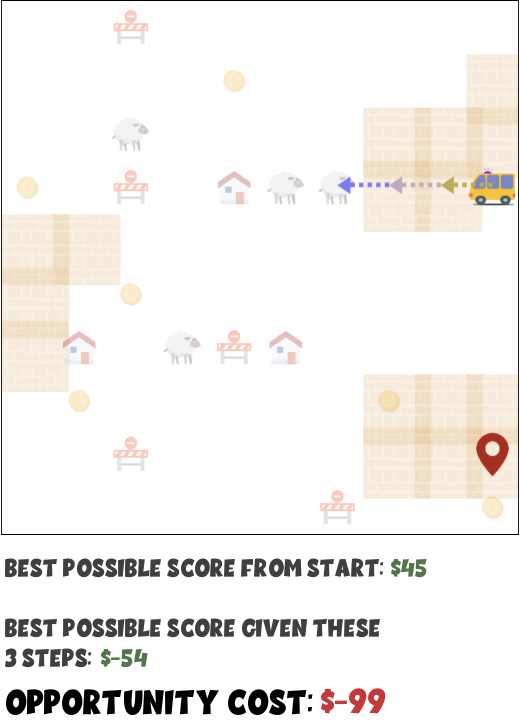 BEST POSSIBLE SCORE FROM START: $45
BEST POSSIBLE SCORE GIVEN THESE
3 STEPS: $-54
OPPORTUNITY COST: $-99